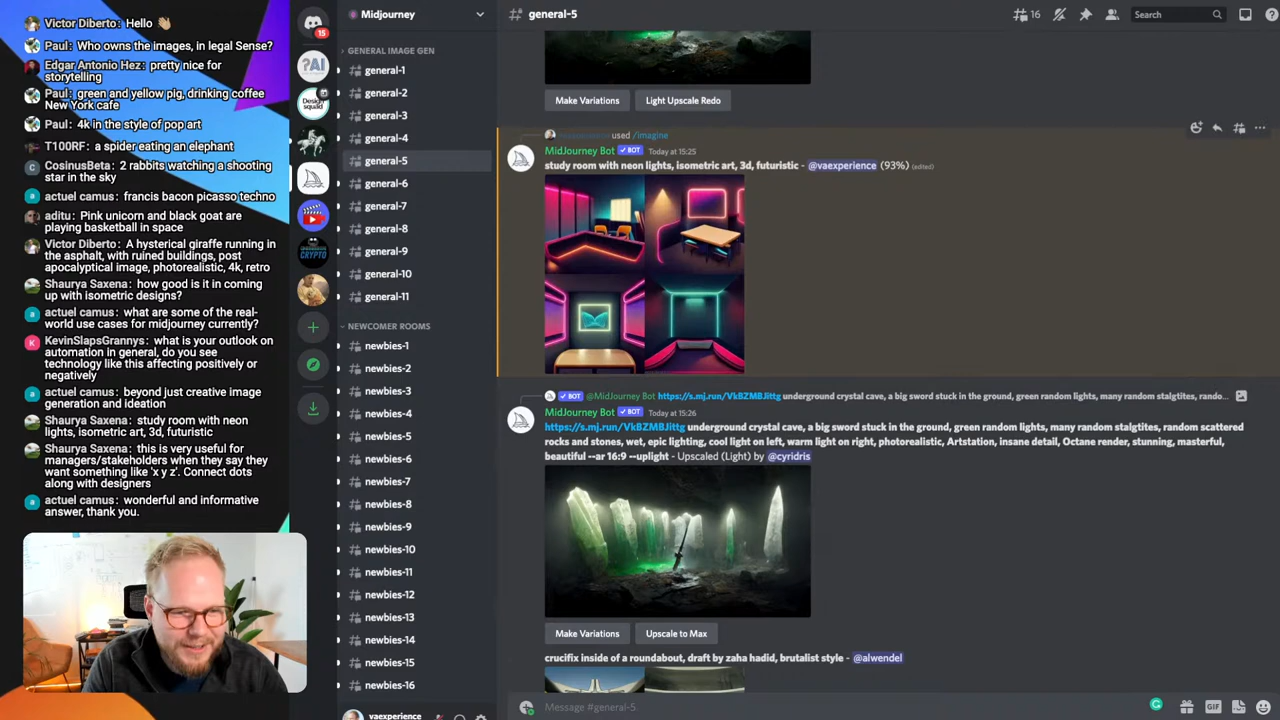 Victor Diberto: Hello 👋
Paul: Who owns the images, in legal Sense?
Edgar Antonio Hez: pretty nice for
storytelling
Paul: green and yellow pig, drinking coffee
New York cafe
Paul: 4k in the style of pop art
T100RF: a spider eating an elephant
CosinusBeta: 2 rabbits watching a shooting
star in the sky
actuel camus: francis bacon picasso techno
aditu: Pink unicorn and black goat are
playing basketball in space
Victor Diberto: A hysterical giraffe running in
the asphalt, with ruined buildings, post
apocalyptical image, photorealistic, 4k, retro
Shaurya Saxena: how good is it in coming
up with isometric designs?
actuel camus: what are some of the real-
world use cases for midjourney currently?
KevinSlapsGrannys: what is your outlook on
automation in general, do you see
technology like this affecting positively or
negatively
actuel camus: beyond just creative image
generation and ideation
Shaurya Saxena: study room with neon
lights, isometric art, 3d, futuristic
Shaurya Saxena: this is very useful for
managers/stakeholders when they say they
want something like 'x y z'. Connect dots
along with designers
actuel camus: wonderful and informative
answer, thank you.
15
PAI
Design
squad
CRYPTO
Midjourney
GENERAL IMAGE GEN
general-1
general-2
general-3
general-4
general-5
general-6
general-7
general-8
general-9
general-10
general-11
NEWCOMER ROOMS
newbies-1
newbies-2
newbies-3
newbies-4
newbies-5
newbies-6
newbies-7
newbies-8
newbies-9
newbies-10
newbies-11
newbies-12
newbies-13
newbies-14
newbies-15
newbies-16
vaexperience
general-5
16
Search
Make Variations
Light Upscale Redo
used /imagine
MidJourney Bot ✓ BOT Today at 15:25
study room with neon lights, isometric art, 3d, futuristic - @vaexperience (93%) (edited)
✓ BOT @MidJourney Bot https://s.mj.run/VkBZMBJittg underground crystal cave, a big sword stuck in the ground, green random lights, many random stalgtites, rando...
MidJourney Bot ✓ BOT Today at 15:26
https://s.mj.run/VkBZMBJittg underground crystal cave, a big sword stuck in the ground, green random lights, many random stalgtites, random scattered
rocks and stones, wet, epic lighting, cool light on left, warm light on right, photorealistic, Artstation, insane detail, Octane render, stunning, masterful,
beautiful --ar 16:9 --uplight - Upscaled (Light) by @cyridris
Make Variations
Upscale to Max
crucifix inside of a roundabout, draft by zaha hadid, brutalist style - @alwendel
Message #general-5
GIF